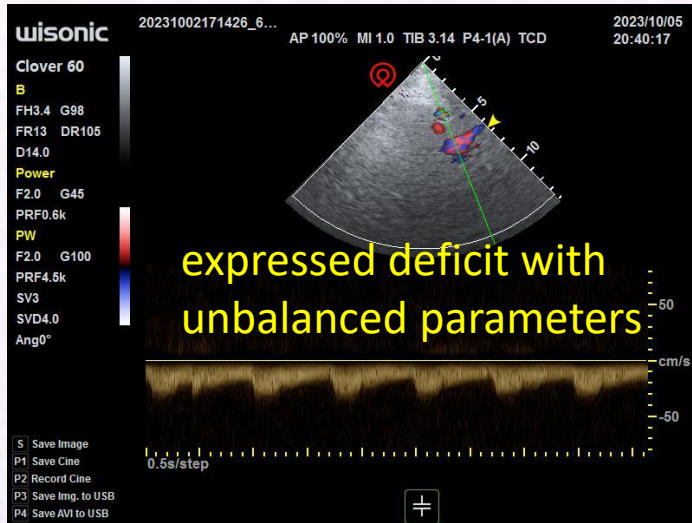 wisonic
20231002171426_6...
AP 100% MI 1.0 TIB 3.14 P4-1(A) TCD
2023/10/05
20:40:17
Clover 60
B
FH3.4 G98
FR13 DR105
D14.0
Power
F2.0 G45
PRF0.6k
PW
F2.0 G100
PRF4.5k
SV3
SVD4.0
Ang0°
5
10
expressed deficit with
unbalanced parameters
50
cm/s
-50
0.5s/step
S Save Image
P1 Save Cine
P2 Record Cine
P3 Save Img. to USB
P4 Save AVI to USB